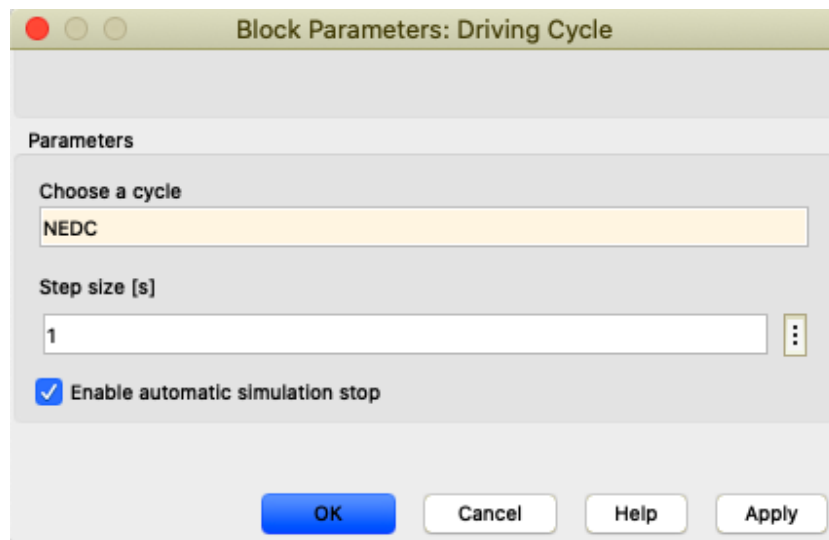 Block Parameters: Driving Cycle
Parameters
Choose a cycle
NEDC
Step size [s]
1
Enable automatic simulation stop
OK Cancel Help Apply